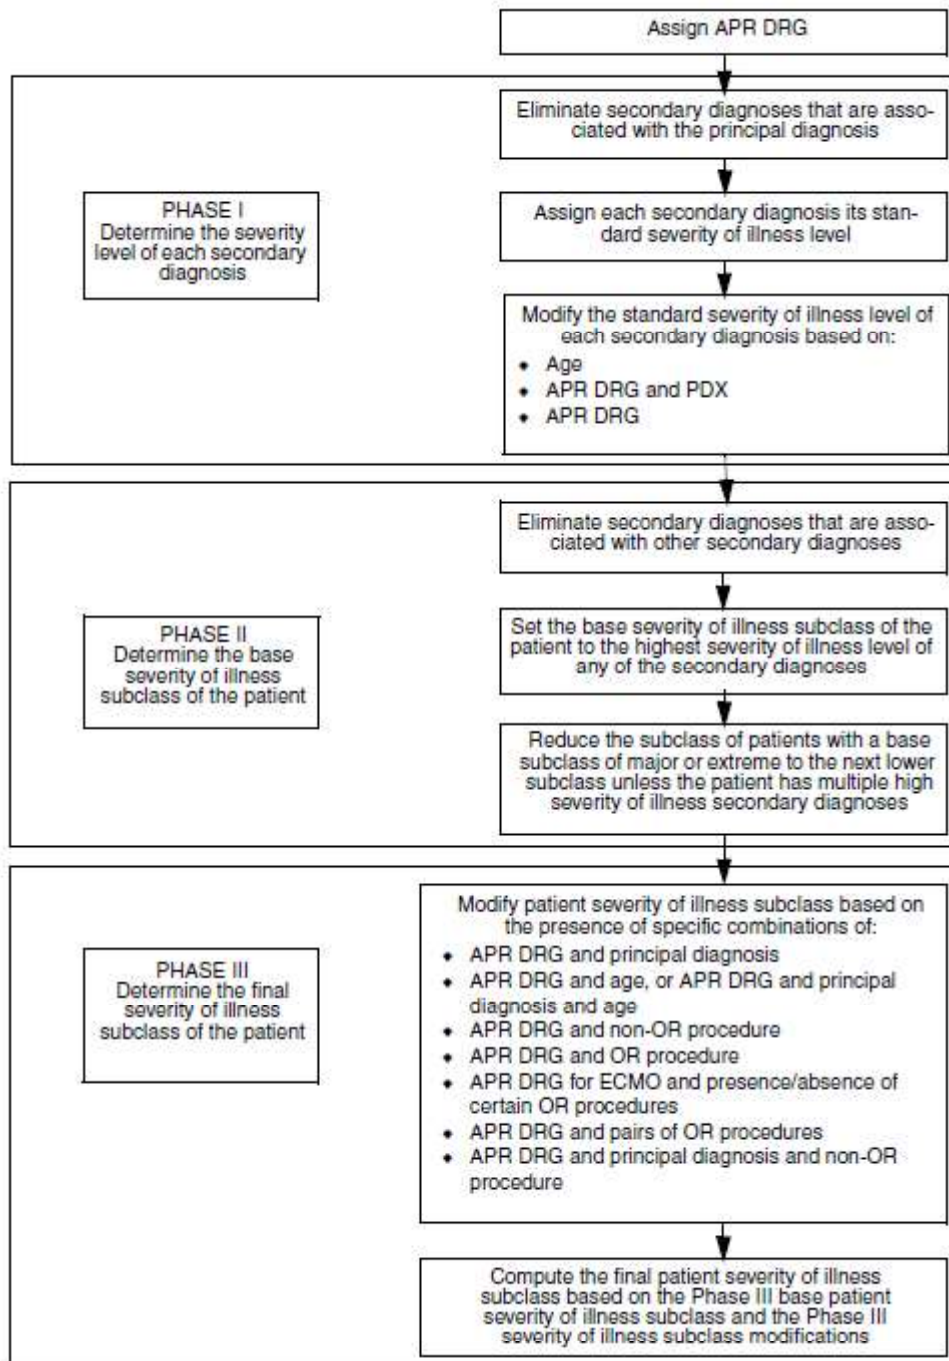 Assign APR DRG
Eliminate secondary diagnoses that are asso-
ciated with the principal diagnosis
PHASE I
Determine the severity
level of each secondary
diagnosis
Assign each secondary diagnosis its stan-
dard severity of illness level
Modify the standard severity of illness level of
each secondary diagnosis based on:
◆ Age
◆ APR DRG and PDX
◆ APR DRG
Eliminate secondary diagnoses that are asso-
ciated with other secondary diagnoses
PHASE II
Determine the base
severity of illness
subclass of the patient
Set the base severity of illness subclass of the
patient to the highest severity of illness level of
any of the secondary diagnoses
Reduce the subclass of patients with a base
subclass of major or extreme to the next lower
subclass unless the patient has multiple high
severity of illness secondary diagnoses
PHASE III
Determine the final
severity of illness
subclass of the patient
Modify patient severity of illness subclass based on
the presence of specific combinations of:
◆ APR DRG and principal diagnosis
◆ APR DRG and age, or APR DRG and principal
diagnosis and age
◆ APR DRG and non-OR procedure
◆ APR DRG and OR procedure
◆ APR DRG for ECMO and presence/absence of
certain OR procedures
◆ APR DRG and pairs of OR procedures
◆ APR DRG and principal diagnosis and non-OR
procedure
Compute the final patient severity of illness
subclass based on the Phase III base patient
severity of illness subclass and the Phase III
severity of illness subclass modifications